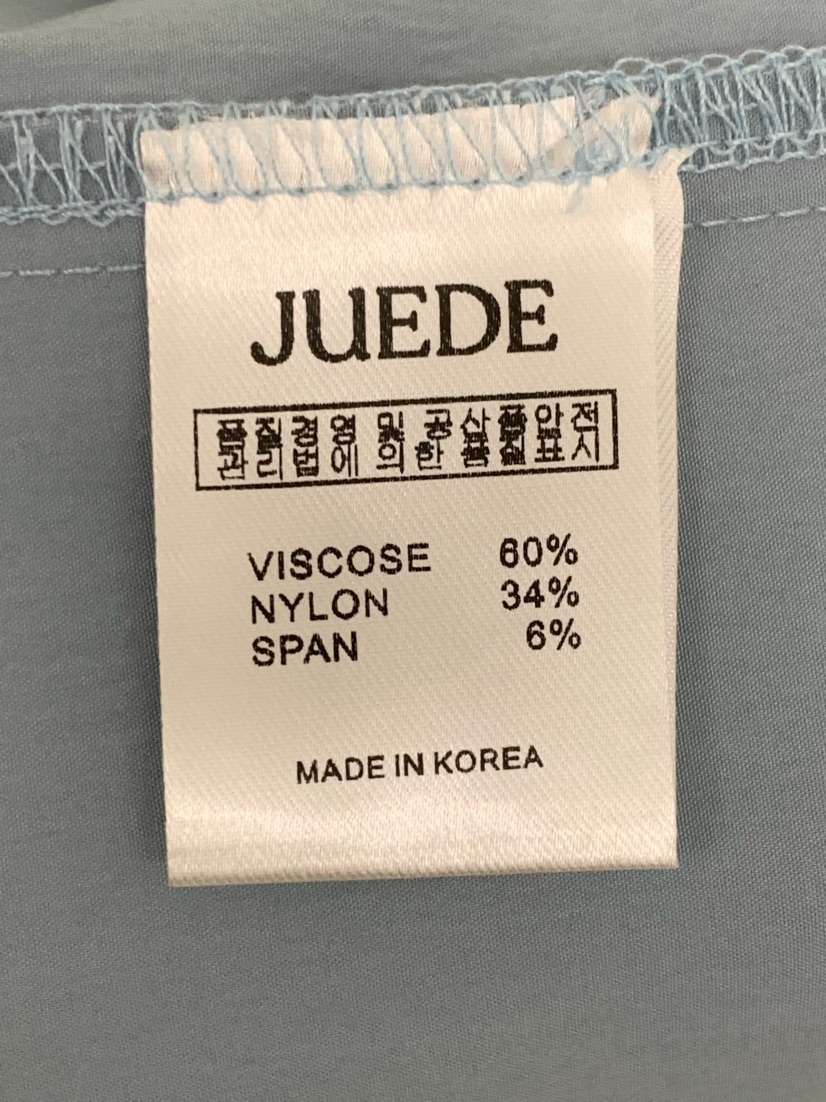 JUEDE
품질경영 및 공산품안전
관리법에 의한 품질표시
VISCOSE 60%
NYLON 34%
SPAN 6%
MADE IN KOREA